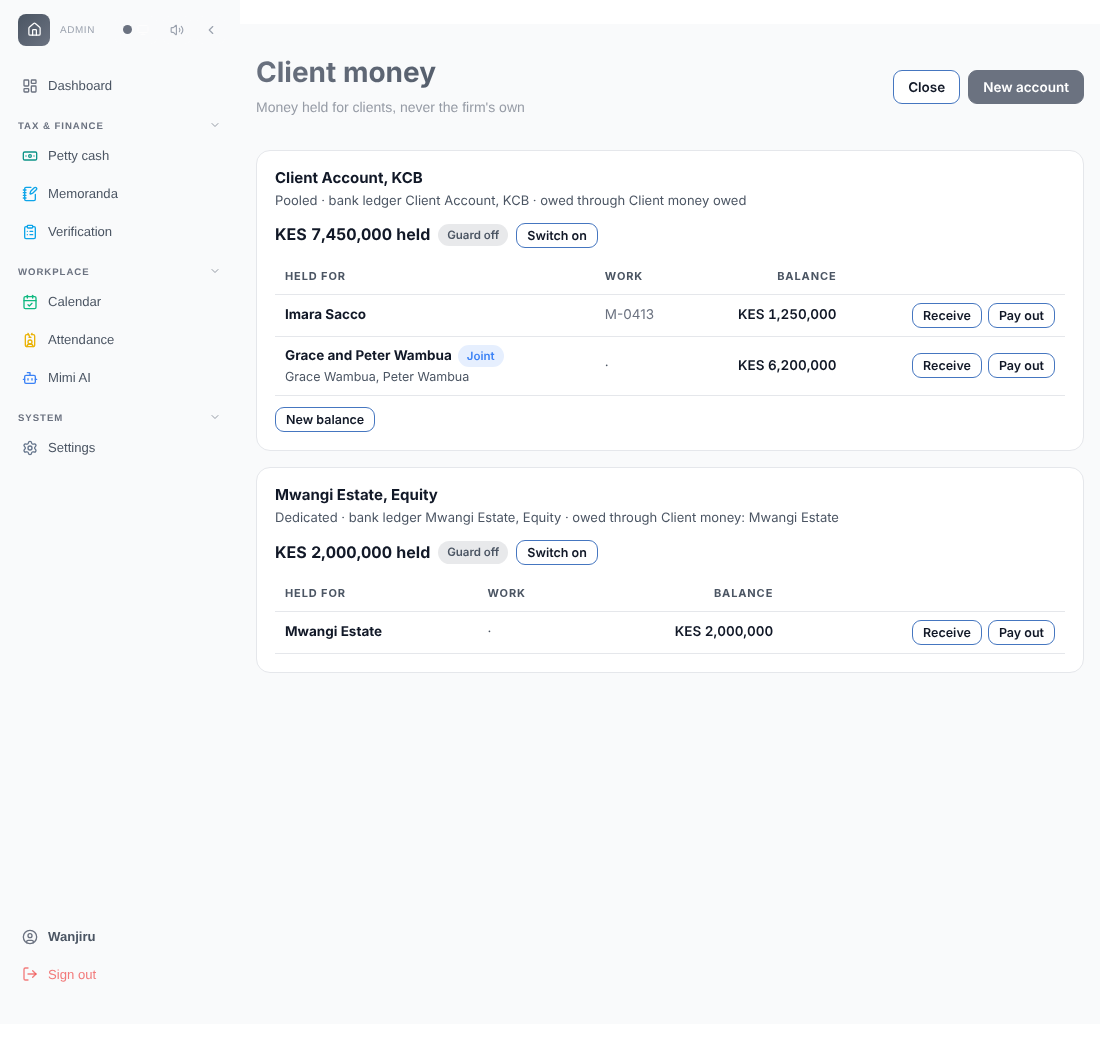 ADMIN
Dashboard
TAX & FINANCE
Petty cash
Memoranda
Verification
WORKPLACE
Calendar
Attendance
Mimi AI
SYSTEM
Settings
Wanjiru
Sign out
Client money
Money held for clients, never the firm's own
Close New account
Client Account, KCB
Pooled · bank ledger Client Account, KCB · owed through Client money owed
KES 7,450,000 held Guard off Switch on
HELD FOR WORK BALANCE
Imara Sacco M-0413 KES 1,250,000 Receive Pay out
Grace and Peter Wambua Joint · KES 6,200,000 Receive Pay out
Grace Wambua, Peter Wambua
New balance
Mwangi Estate, Equity
Dedicated · bank ledger Mwangi Estate, Equity · owed through Client money: Mwangi Estate
KES 2,000,000 held Guard off Switch on
HELD FOR WORK BALANCE
Mwangi Estate · KES 2,000,000 Receive Pay out